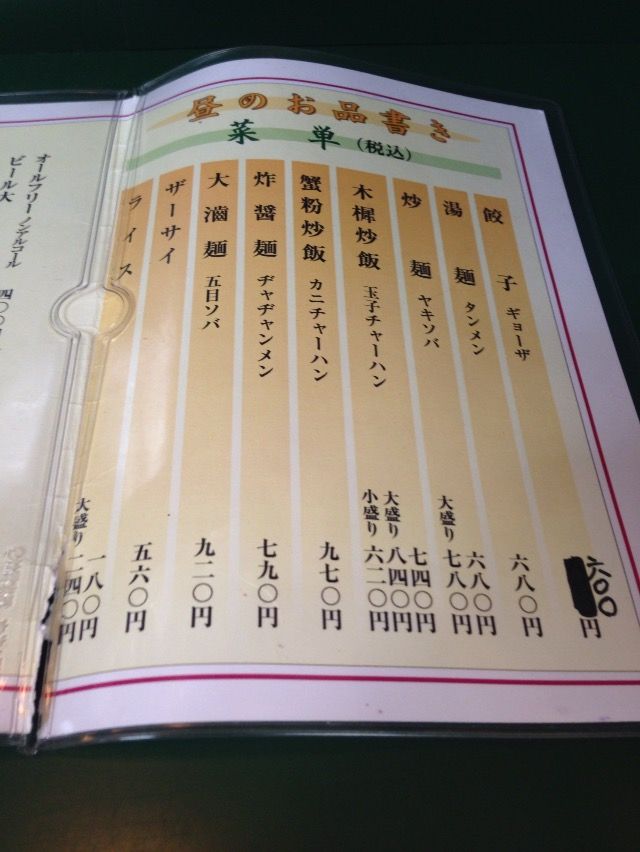 昼のお品書き
菜単(税込)
餃子 ギョーザ 六〇〇円
湯麺 タンメン 六八〇円
炒麺 ヤキソバ 六八〇円
大盛り 七八〇円
木樨炒飯 玉子チャーハン 七四〇円
大盛り 八四〇円
小盛り 六二〇円
蟹粉炒飯 カニチャーハン 九七〇円
炸醤麺 ヂャヂャンメン 七九〇円
大滷麺 五目ソバ 九二〇円
ザーサイ 五六〇円
ライス 一八〇円
大盛り 二四〇円
オールフリーノンアルコール
ビール大